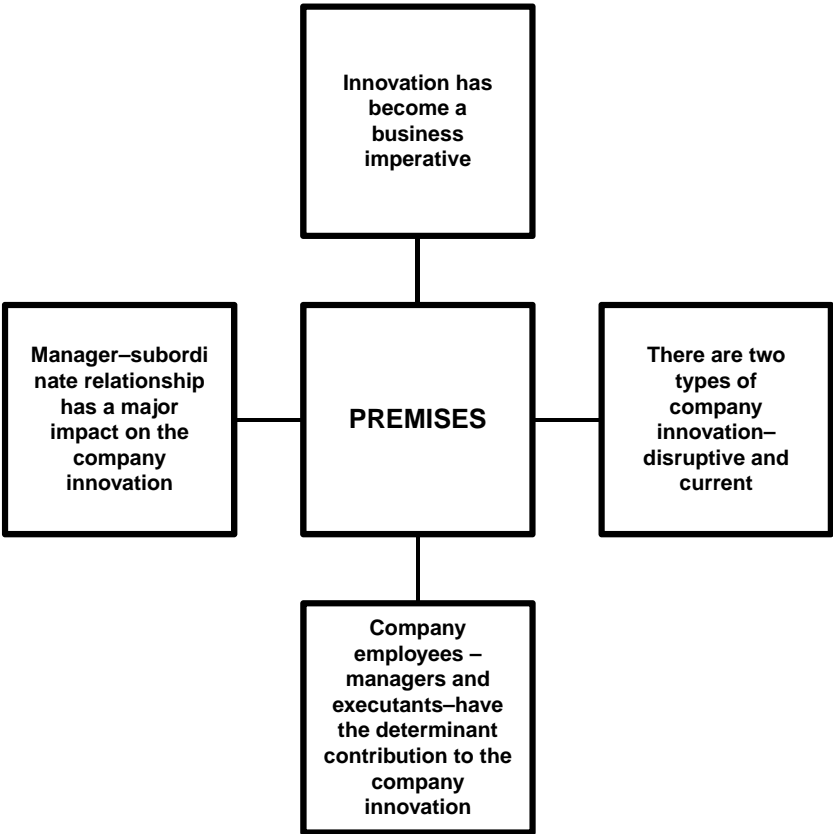 Innovation has
become a
business
imperative
Manager–subordi
nate relationship
has a major
impact on the
company
innovation
PREMISES
There are two
types of
company
innovation–
disruptive and
current
Company
employees –
managers and
executants–have
the determinant
contribution to the
company
innovation